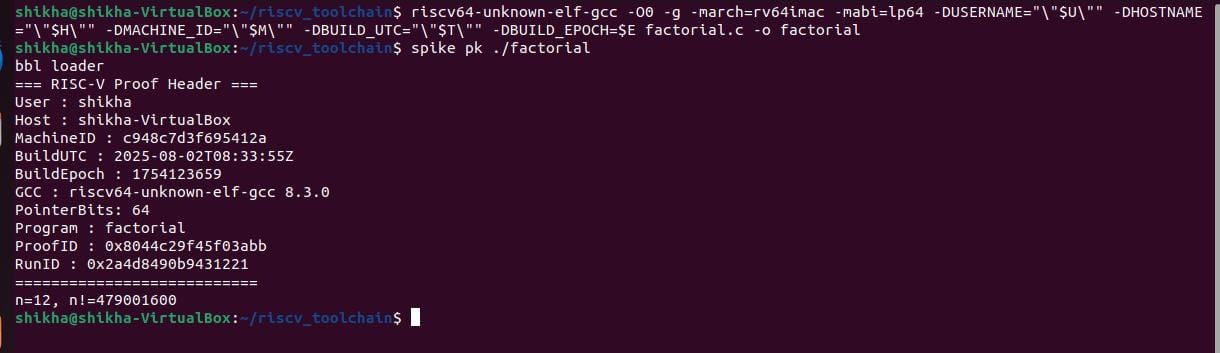 shikha@shikha-VirtualBox:~/riscv_toolchain$ riscv64-unknown-elf-gcc -O0 -g -march=rv64imac -mabi=lp64 -DUSERNAME="\"$U\"" -DHOSTNAME
="\"$H\"" -DMACHINE_ID="\"$M\"" -DBUILD_UTC="\"$T\"" -DBUILD_EPOCH=$E factorial.c -o factorial
shikha@shikha-VirtualBox:~/riscv_toolchain$ spike pk ./factorial
bbl loader
=== RISC-V Proof Header ===
User : shikha
Host : shikha-VirtualBox
MachineID : c948c7d3f695412a
BuildUTC : 2025-08-02T08:33:55Z
BuildEpoch : 1754123659
GCC : riscv64-unknown-elf-gcc 8.3.0
PointerBits: 64
Program : factorial
ProofID : 0x8044c29f45f03abb
RunID : 0x2a4d8490b9431221
===========================
n=12, n!=479001600
shikha@shikha-VirtualBox:~/riscv_toolchain$